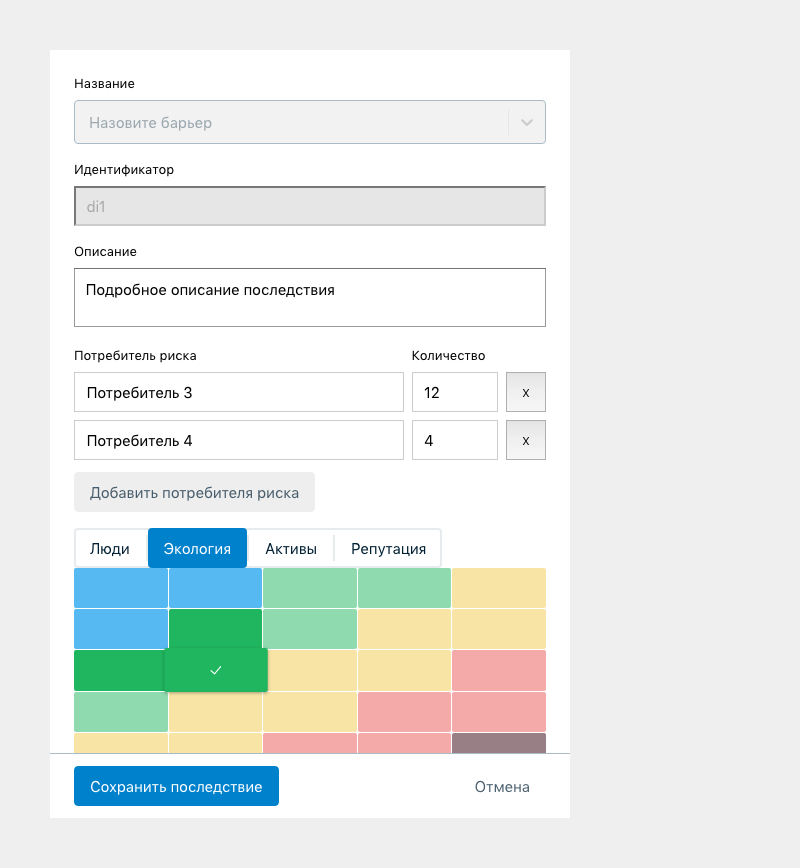 Название
Назовите барьер
Идентификатор
di1
Описание
Подробное описание последствия
Потребитель риска Количество
Потребитель 3 12 x
Потребитель 4 4 x
Добавить потребителя риска
Люди Экология Активы Репутация
Сохранить последствие Отмена